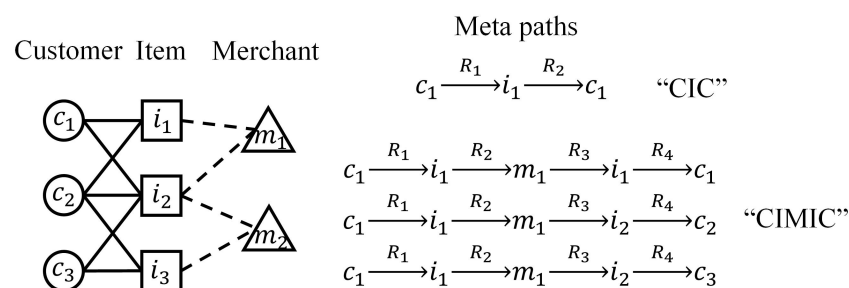 Meta paths
Customer Item Merchant
c₁ R₁ i₁ R₂ c₁ “CIC”
c₁ i₁ m₁
c₁ R₁ i₁ R₂ m₁ R₃ i₁ R₄ c₁
c₂ i₂
c₁ R₁ i₁ R₂ m₁ R₃ i₂ R₄ c₂ “CIMIC”
m₂
c₃ i₃
c₁ R₁ i₁ R₂ m₁ R₃ i₂ R₄ c₃